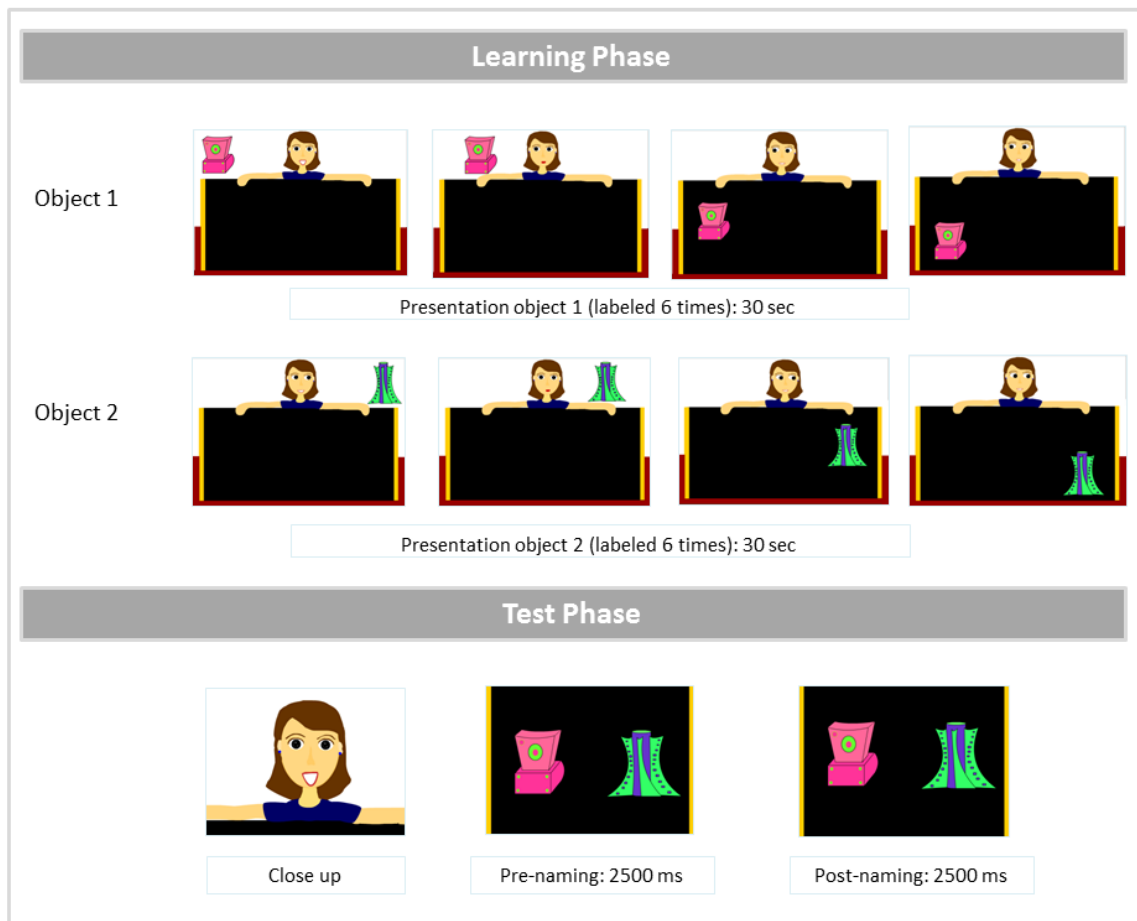 Learning Phase
Object 1
Presentation object 1 (labeled 6 times): 30 sec
Object 2
Presentation object 2 (labeled 6 times): 30 sec
Test Phase
Close up
Pre-naming: 2500 ms
Post-naming: 2500 ms